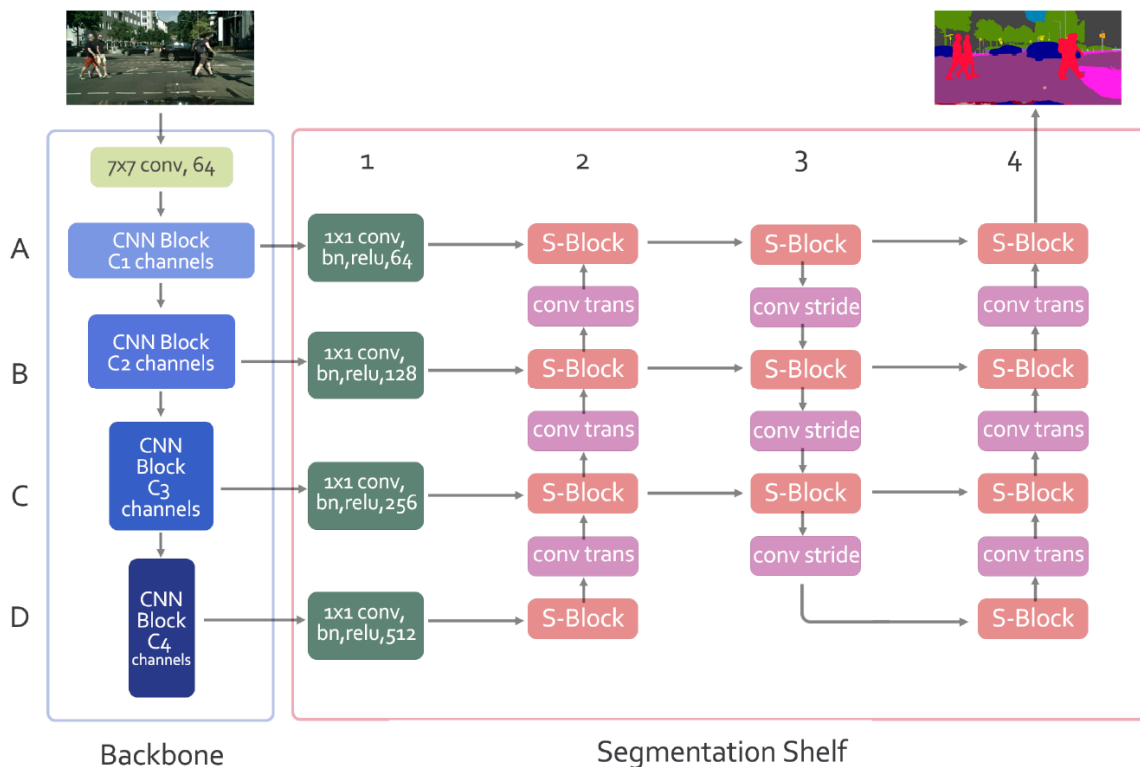 7x7 conv, 64
1
2
3
4
A
CNN Block
C1 channels
1x1 conv,
bn,relu,64
S-Block
S-Block
S-Block
conv trans
conv stride
conv trans
B
CNN Block
C2 channels
1x1 conv,
bn,relu,128
S-Block
S-Block
S-Block
conv trans
conv stride
conv trans
C
CNN
Block
C3
channels
1x1 conv,
bn,relu,256
S-Block
S-Block
S-Block
conv trans
conv stride
conv trans
D
CNN
Block
C4
channels
1x1 conv,
bn,relu,512
S-Block
S-Block
Backbone
Segmentation Shelf